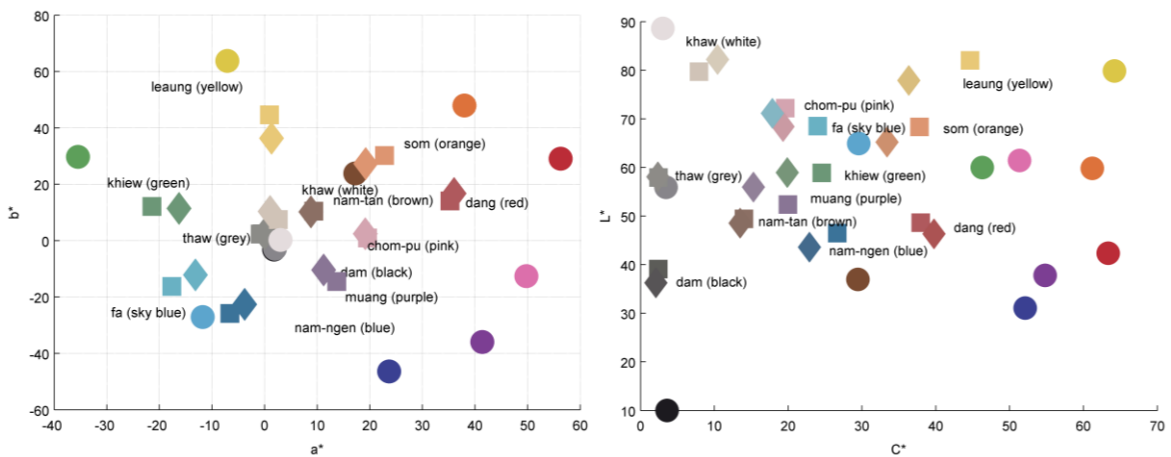 80
60
40
20
0
-20
-40
-60
-40
-30
-20
-10
0
10
20
30
40
50
60
a*
b*
leaung (yellow)
som (orange)
khiew (green)
khaw (white)
nam-tan (brown)
dang (red)
thaw (grey)
chom-pu (pink)
dam (black)
muang (purple)
fa (sky blue)
nam-ngen (blue)
100
90
80
70
60
50
40
30
20
10
0
10
20
30
40
50
60
70
C*
L*
khaw (white)
leaung (yellow)
chom-pu (pink)
fa (sky blue)
som (orange)
thaw (grey)
khiew (green)
muang (purple)
nam-tan (brown)
dang (red)
nam-ngen (blue)
dam (black)